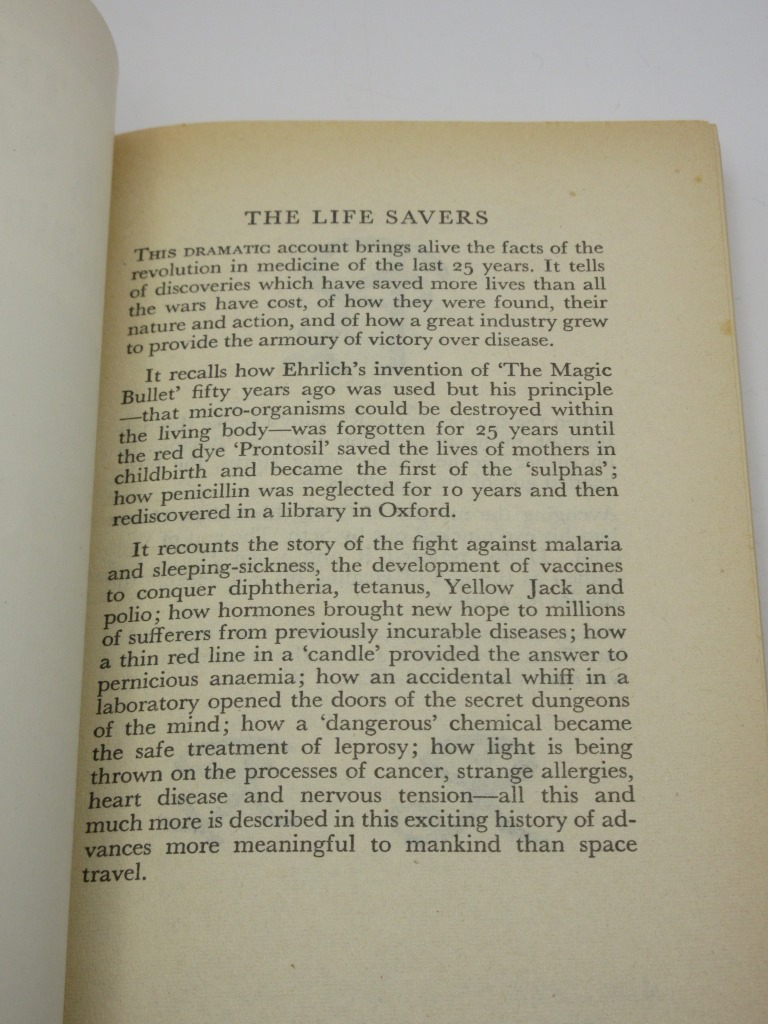 THE LIFE SAVERS
THIS DRAMATIC account brings alive the facts of the
revolution in medicine of the last 25 years. It tells
of discoveries which have saved more lives than all
the wars have cost, of how they were found, their
nature and action, and of how a great industry grew
to provide the armoury of victory over disease.
It recalls how Ehrlich's invention of ‘The Magic
Bullet’ fifty years ago was used but his principle
—that micro-organisms could be destroyed within
the living body—was forgotten for 25 years until
the red dye ‘Prontosil’ saved the lives of mothers in
childbirth and became the first of the ‘sulphas’;
how penicillin was neglected for 10 years and then
rediscovered in a library in Oxford.
It recounts the story of the fight against malaria
and sleeping-sickness, the development of vaccines
to conquer diphtheria, tetanus, Yellow Jack and
polio; how hormones brought new hope to millions
of sufferers from previously incurable diseases; how
a thin red line in a ‘candle’ provided the answer to
pernicious anaemia; how an accidental whiff in a
laboratory opened the doors of the secret dungeons
of the mind; how a ‘dangerous’ chemical became
the safe treatment of leprosy; how light is being
thrown on the processes of cancer, strange allergies,
heart disease and nervous tension—all this and
much more is described in this exciting history of ad-
vances more meaningful to mankind than space
travel.